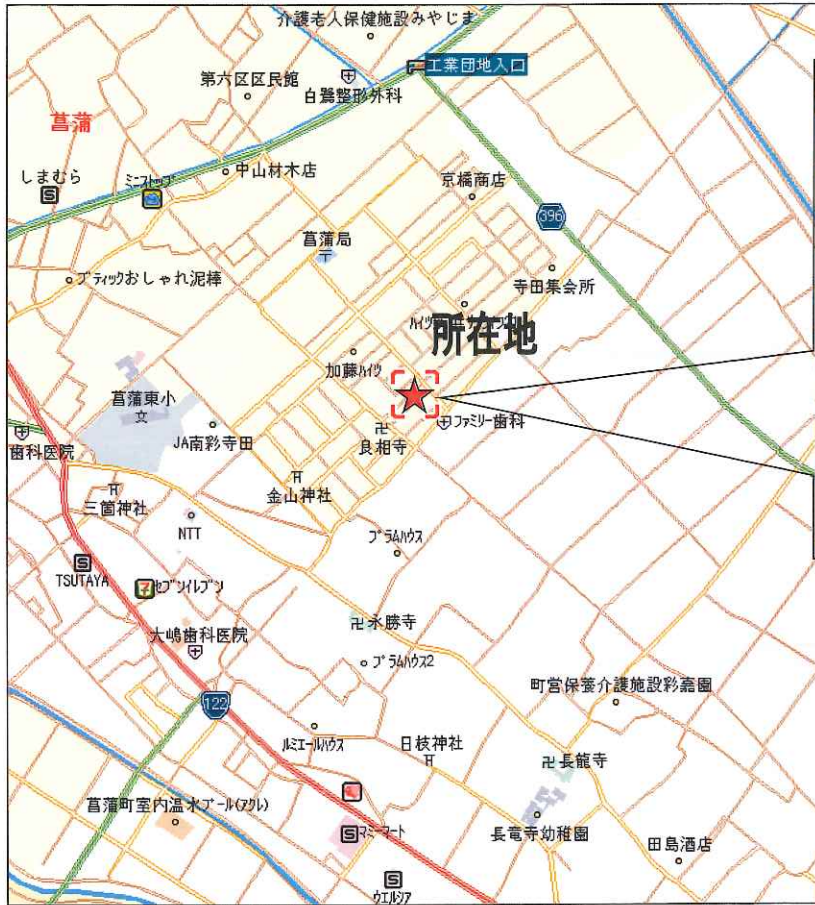 介護老人保健施設みやじま
工業団地入口
第六区区民館
白鷺整形外科
菖蒲
しまむら
S
ミニストップ
中山材木店
京橋商店
396
菖蒲局
寺田集会所
ブティックおしゃれ泥棒
所在地
加藤ハイツ
菖蒲東小
文
ファミリー歯科
歯科医院
JA南彩寺田
卍
良相寺
三箇神社
金山神社
NTT
プラムハウス
S
TSUTAYA
セブンイレブン
卍永勝寺
大嶋歯科医院
プラムハウス2
町営保養介護施設彩嘉園
122
ルミエールハウス
日枝神社
卍長龍寺
菖蒲町室内温水プール(アクレ)
S マミーマート
長竜寺幼稚園
田島酒店
S
ウエルシア